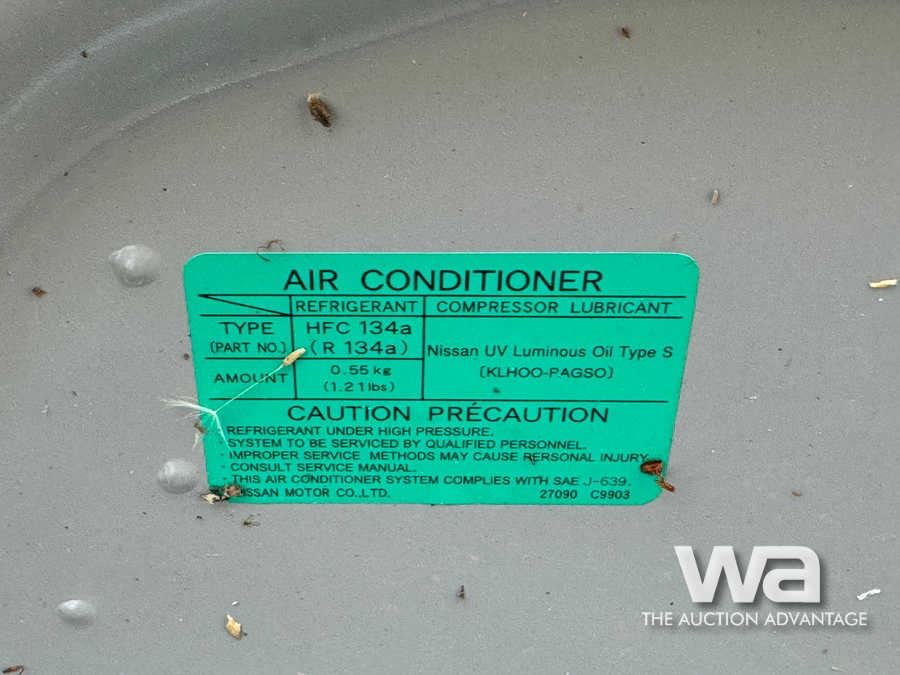 AIR CONDITIONER
REFRIGERANT COMPRESSOR LUBRICANT
TYPE HFC 134a
(PART NO.) (R 134a) Nissan UV Luminous Oil Type S
(KLHOO-PAGSO)
AMOUNT 0.55 kg
(1.21 lbs)
CAUTION PRÉCAUTION
REFRIGERANT UNDER HIGH PRESSURE.
SYSTEM TO BE SERVICED BY QUALIFIED PERSONNEL.
· IMPROPER SERVICE METHODS MAY CAUSE PERSONAL INJURY.
· CONSULT SERVICE MANUAL.
· THIS AIR CONDITIONER SYSTEM COMPLIES WITH SAE J-639.
NISSAN MOTOR CO., LTD. 27090 C9903
wa
THE AUCTION ADVANTAGE